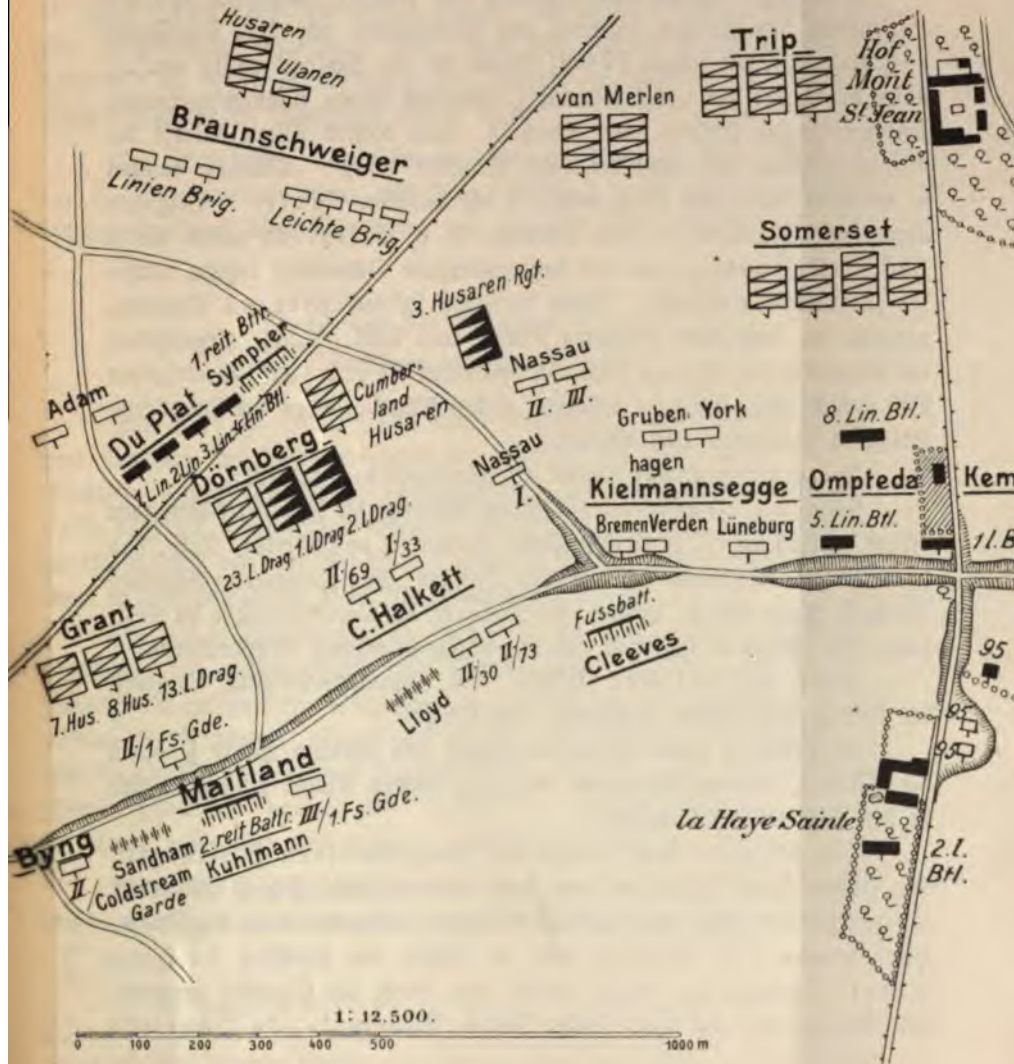 Husaren
Ulanen
Braunschweiger
Linien Brig.
Leichte Brig.
van Merlen
Trip
Hof
Mont
St Jean
Somerset
3. Husaren Rgt.
Nassau
II. III.
1. reit. Bttr.
Sympher
Adam
Du Plat
1. Lin. 2. Lin. 3. Lin. 4. Lin. Btl.
Cumber-
land
Husaren
Dörnberg
23. l. Drag. 1. l. Drag. 2. l. Drag.
Nassau
I.
Gruben York
hagen
8. Lin. Btl.
Kielmannsegge
Ompteda
Kem
Bremen Verden
Lüneburg
5. Lin. Btl.
1 l. B
II/69
I/33
C. Halkett
Grant
7. Hus. 8. Hus. 13. l. Drag.
II/1 Fs. Gde.
Lloyd
II/30
II/73
Fussbatt.
Cleeves
95
95
95
Maitland
Byng
II/Coldstream
Garde
Sandham
2. reit Battr.
Kuhlmann
III/1. Fs. Gde.
la Haye Sainte
2. l.
Btl.
1: 12.500.
0 100 200 300 400 500 1000 m